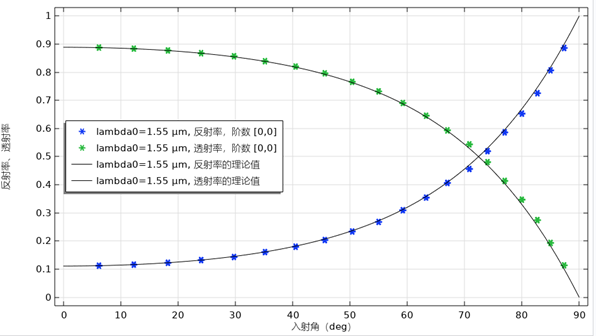 1
0.9
0.8
0.7
0.6
0.5
0.4
0.3
0.2
0.1
0
反射率、透射率
lambda0=1.55 μm, 反射率，阶数 [0,0]
lambda0=1.55 μm, 透射率，阶数 [0,0]
lambda0=1.55 μm, 反射率的理论值
lambda0=1.55 μm, 透射率的理论值
0 10 20 30 40 50 60 70 80 90
入射角 (deg)